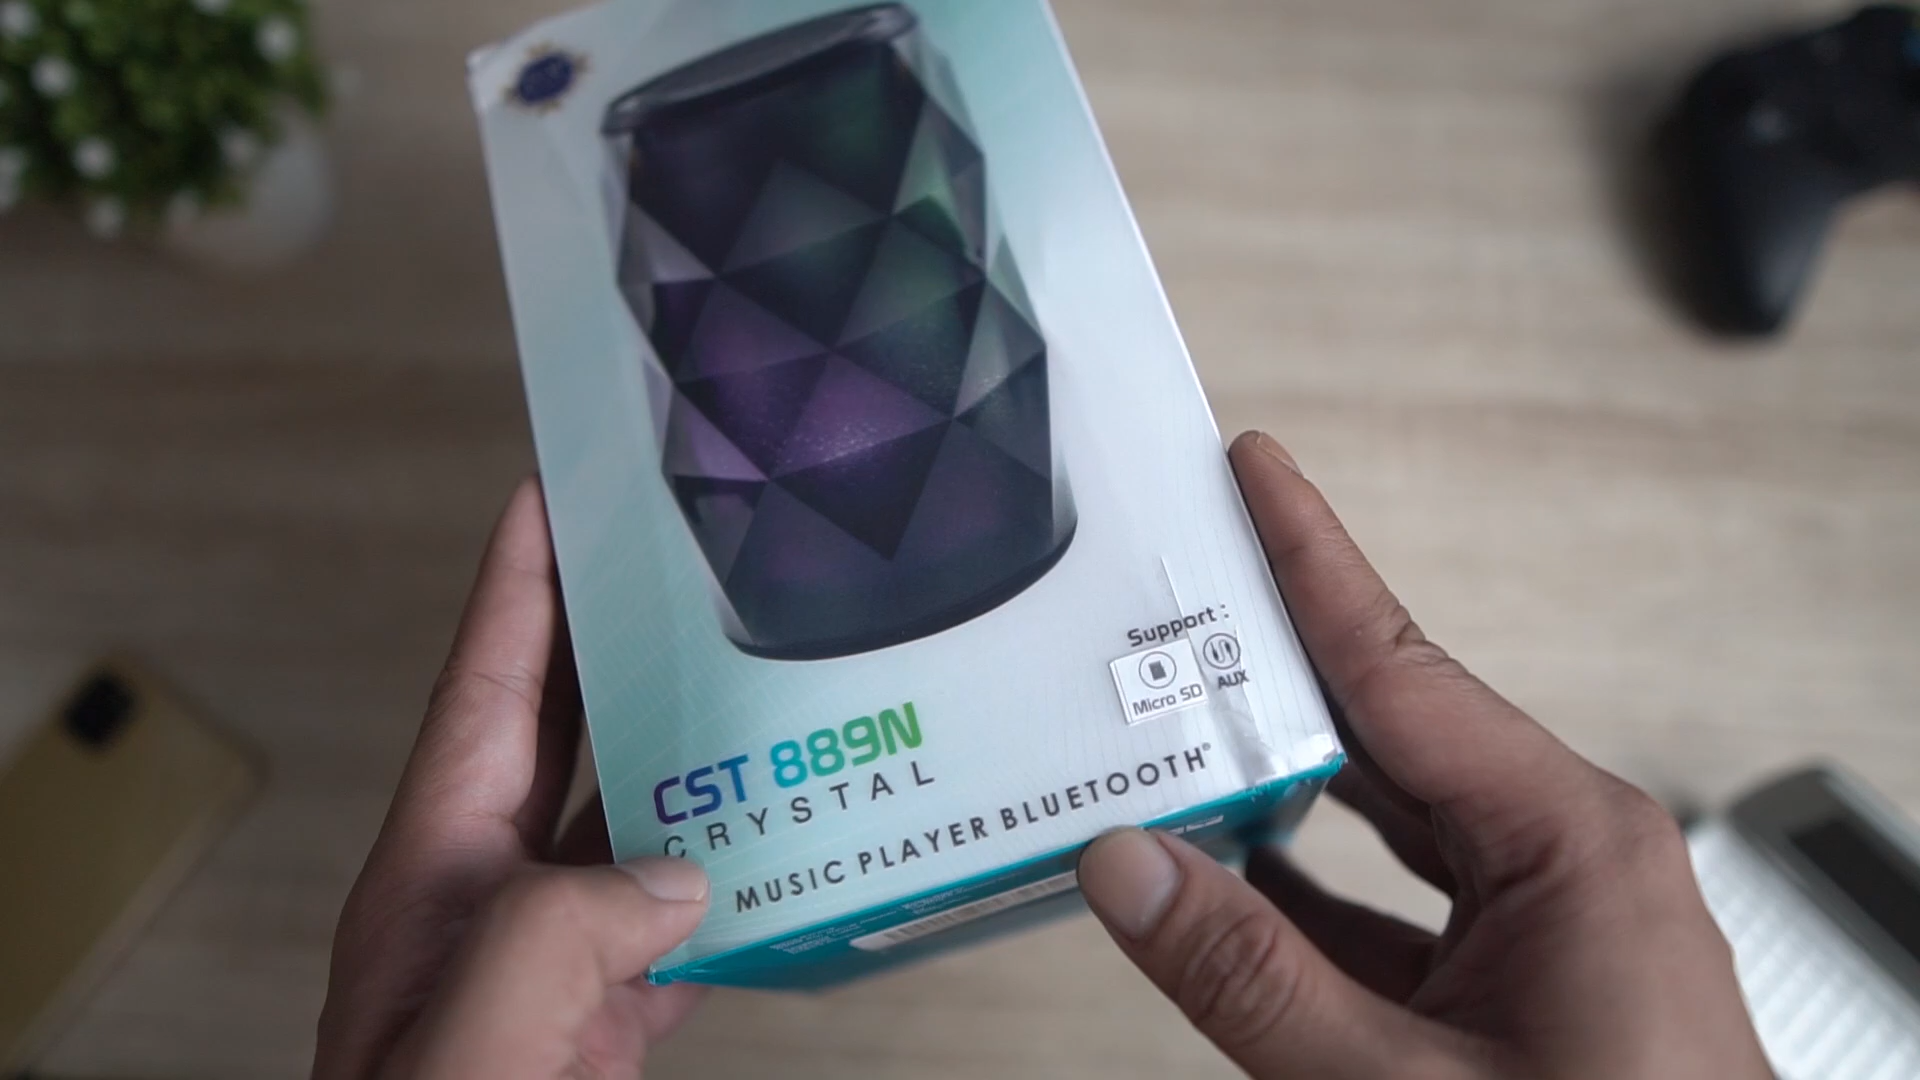 Support :
Micro SD
AUX
CST 889N
CRYSTAL
MUSIC PLAYER BLUETOOTH®